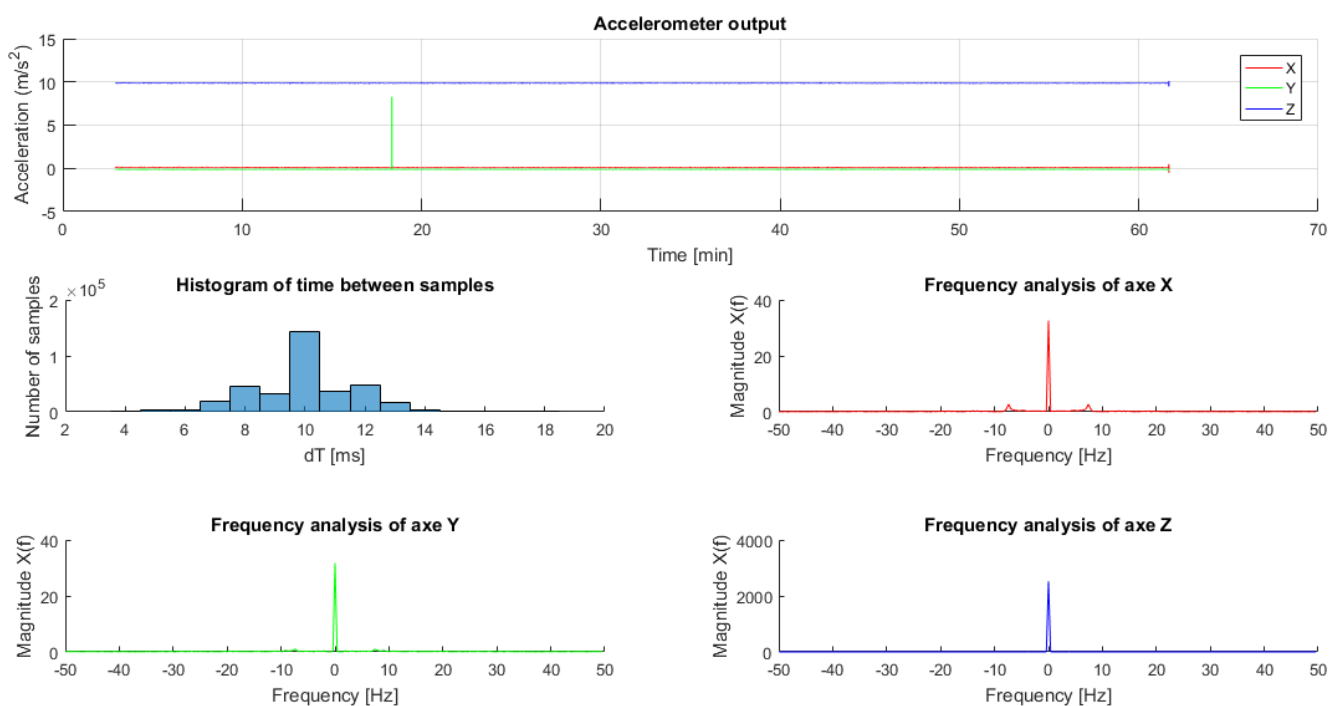 Accelerometer output
Acceleration (m/s²)
15
10
5
0
-5
X
Y
Z
0 10 20 30 40 50 60 70
Time [min]
Histogram of time between samples
Number of samples
×10⁵
2
1
0
2 4 6 8 10 12 14 16 18 20
dT [ms]
Frequency analysis of axe X
Magnitude X(f)
40
20
0
-50 -40 -30 -20 -10 0 10 20 30 40 50
Frequency [Hz]
Frequency analysis of axe Y
Magnitude X(f)
40
20
0
-50 -40 -30 -20 -10 0 10 20 30 40 50
Frequency [Hz]
Frequency analysis of axe Z
Magnitude X(f)
4000
2000
0
-50 -40 -30 -20 -10 0 10 20 30 40 50
Frequency [Hz]